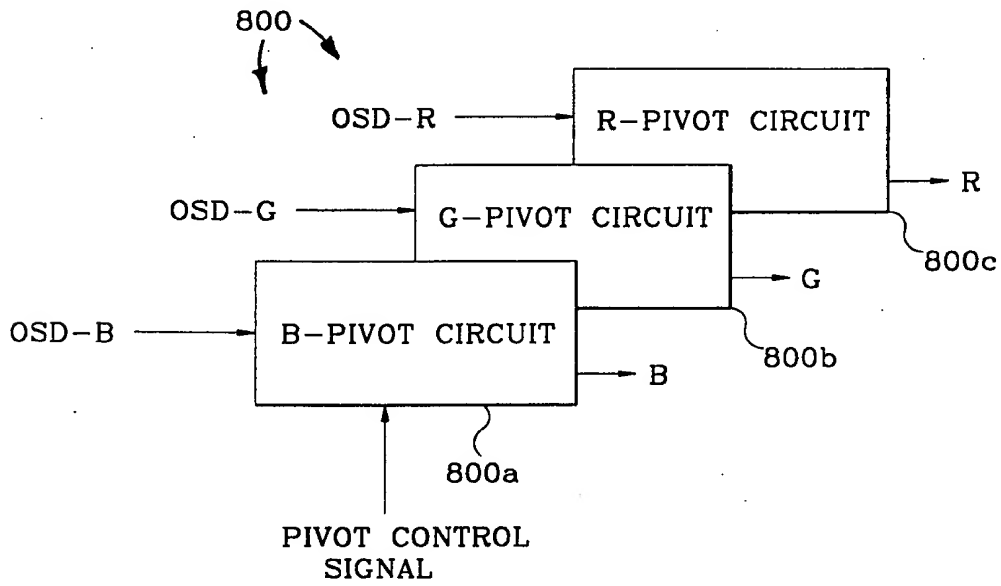 800
OSD-R
R-PIVOT CIRCUIT
R
OSD-G
G-PIVOT CIRCUIT
800c
G
OSD-B
B-PIVOT CIRCUIT
800b
B
800a
PIVOT CONTROL
SIGNAL